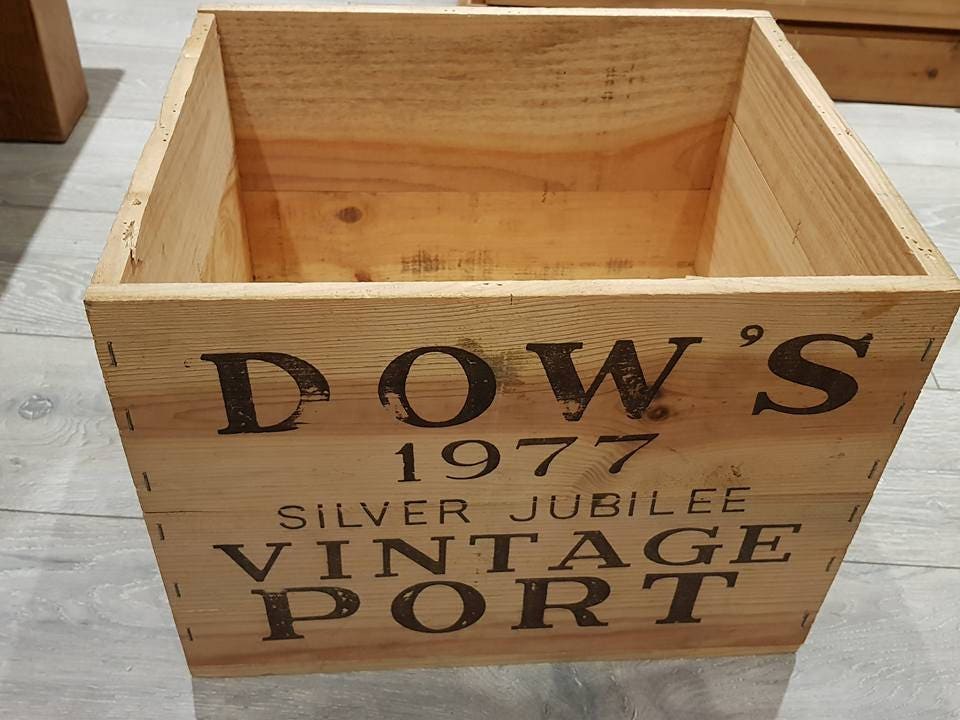 DOW'S
1977
SILVER JUBILEE
VINTAGE
PORT